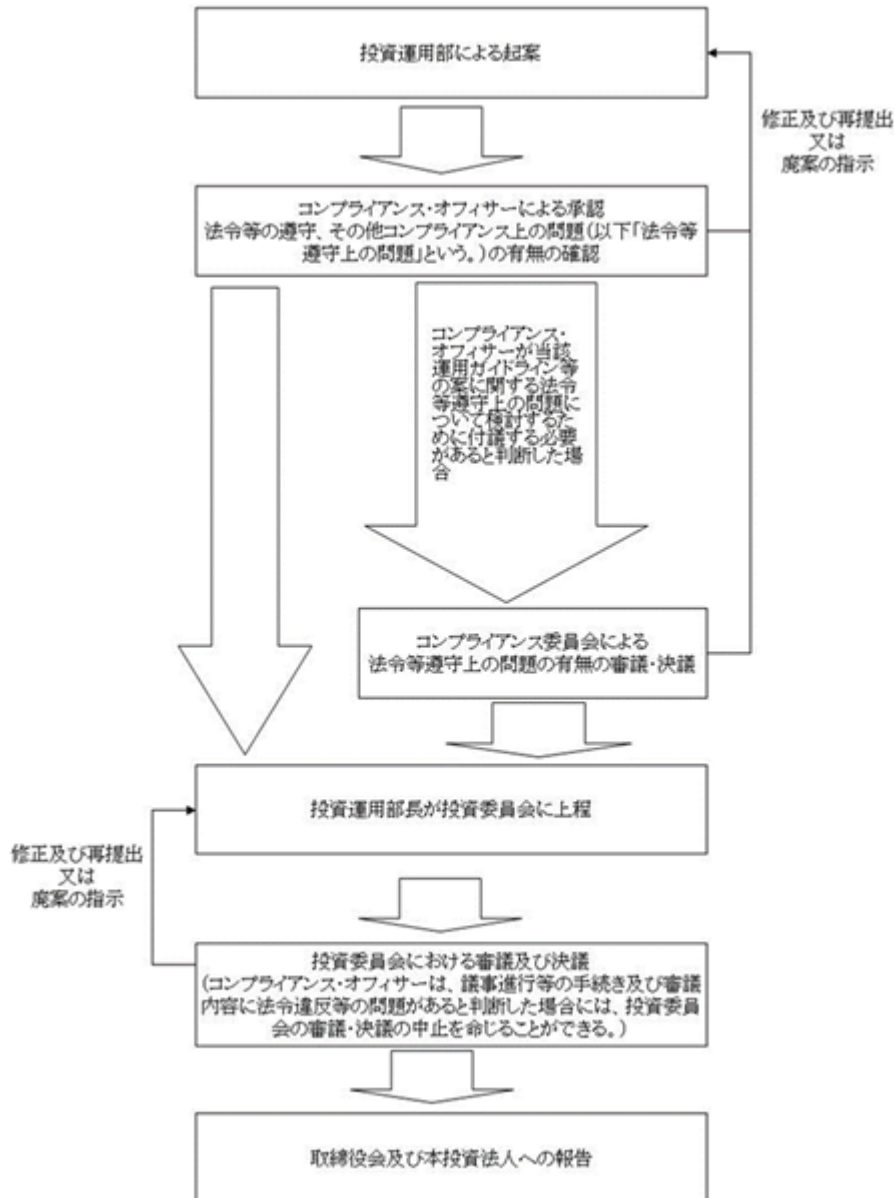 投資運用部による起案
修正及び再提出
又は
廃案の指示
コンプライアンス・オフィサーによる承認
法令等の遵守、その他コンプライアンス上の問題(以下「法令等
遵守上の問題」という。)の有無の確認
コンプライアンス・
オフィサーが当該
運用ガイドライン等
の案に関する法令
等遵守上の問題に
ついて検討するた
めに付議する必要
があると判断した場
合
コンプライアンス委員会による
法令等遵守上の問題の有無の審議・決議
投資運用部長が投資委員会に上程
修正及び再提出
又は
廃案の指示
投資委員会における審議及び決議
(コンプライアンス・オフィサーは、議事進行等の手続き及び審議
内容に法令違反等の問題があると判断した場合には、投資委員
会の審議・決議の中止を命じることができる。)
取締役会及び本投資法人への報告